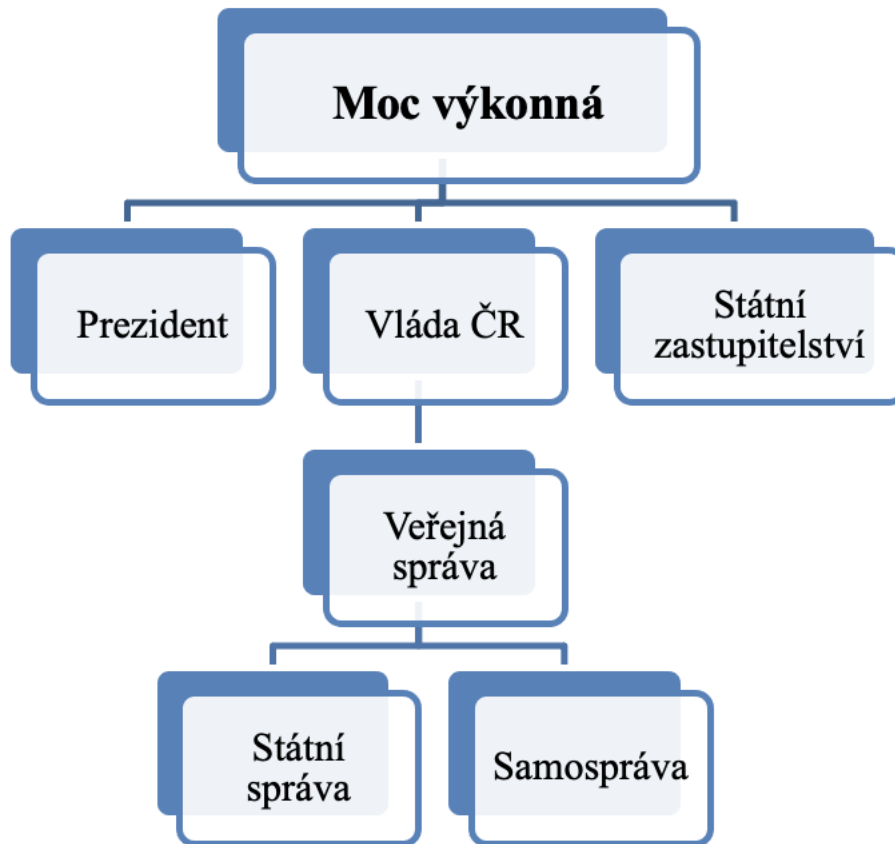 Moc výkonná
Prezident
Vláda ČR
Státní
zastupitelství
Veřejná
správa
Státní
správa
Samospráva